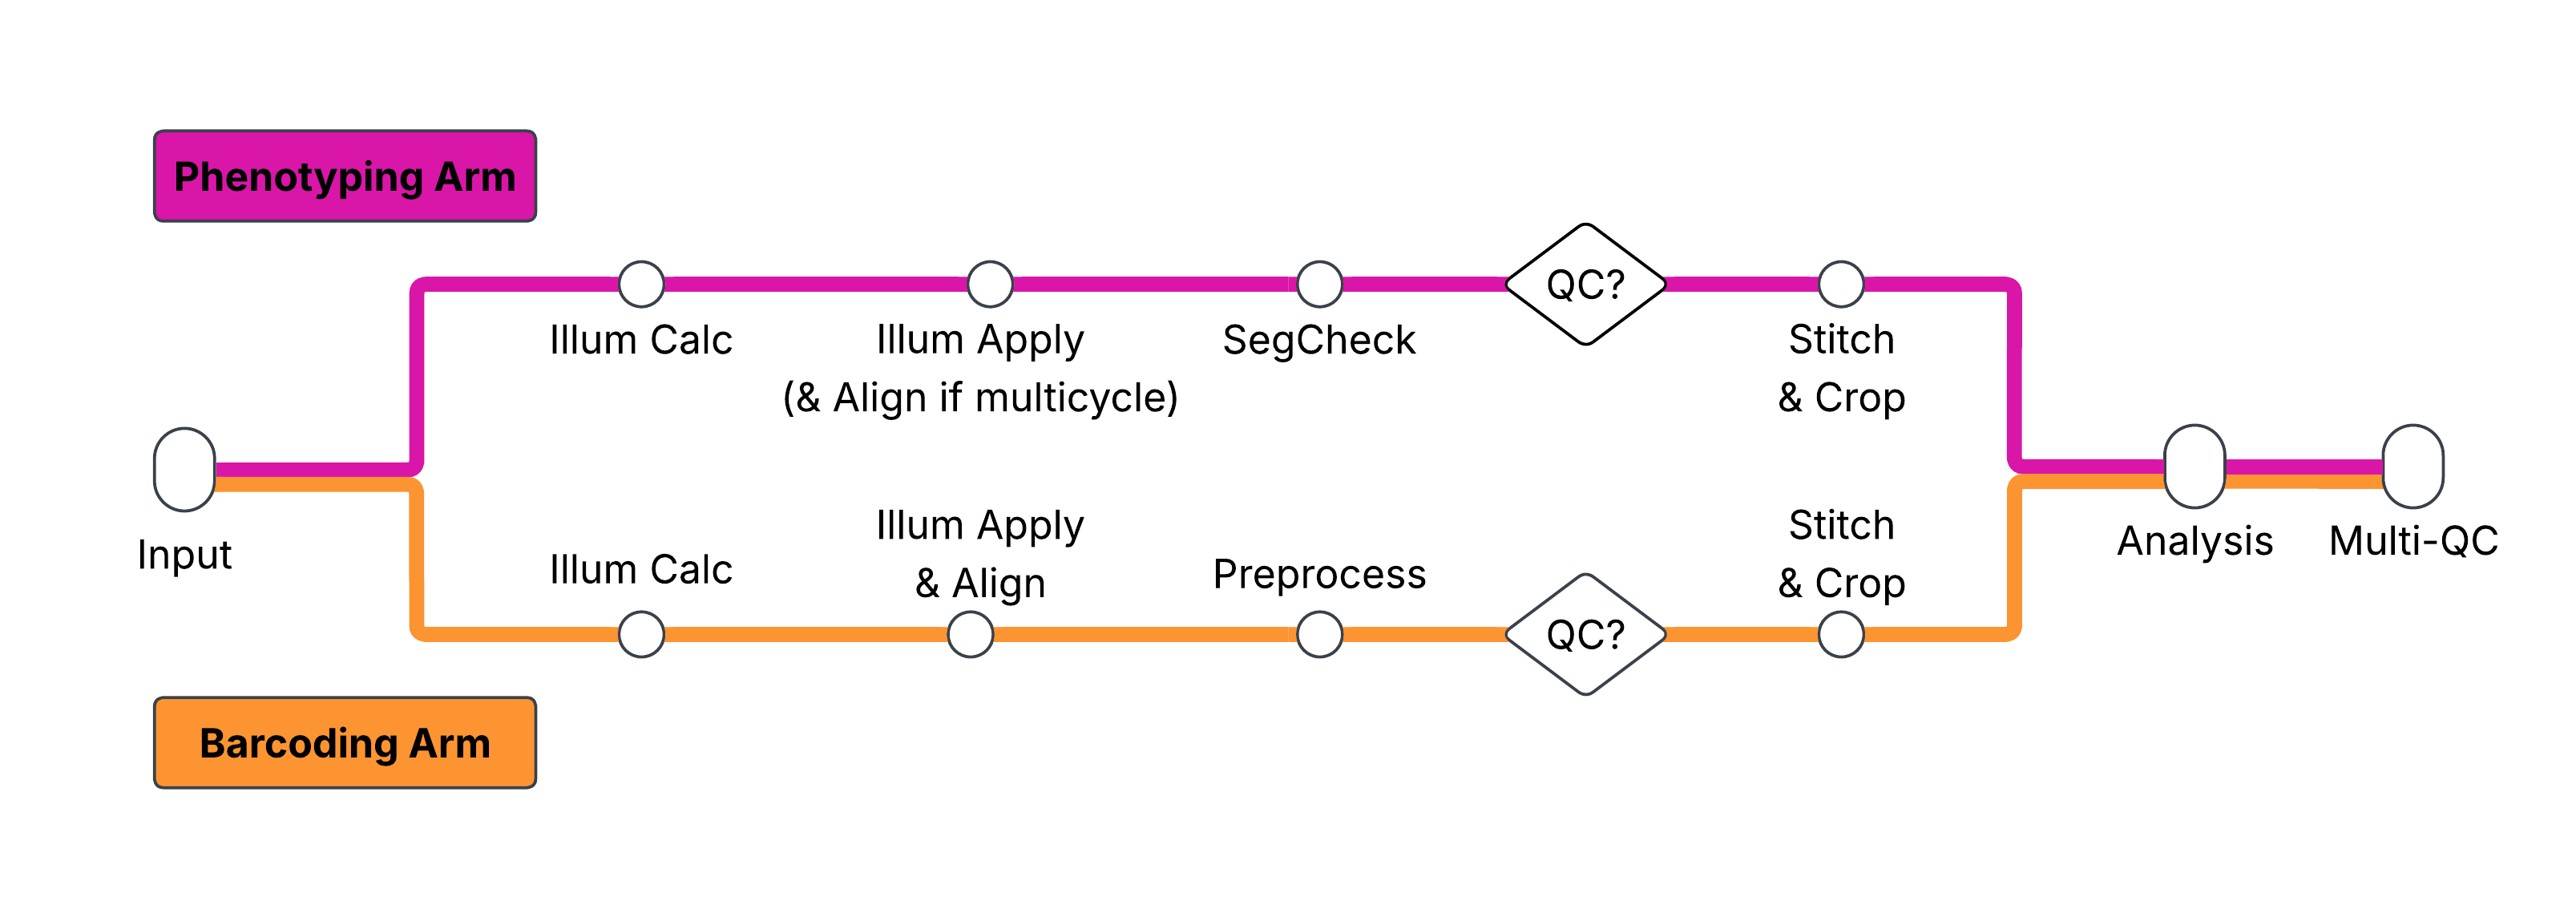 Phenotyping Arm
QC?
Illum Calc
Illum Apply
(& Align if multicycle)
SegCheck
Stitch
& Crop
Input
Illum Calc
Illum Apply
& Align
Preprocess
QC?
Stitch
& Crop
Analysis
Multi-QC
Barcoding Arm